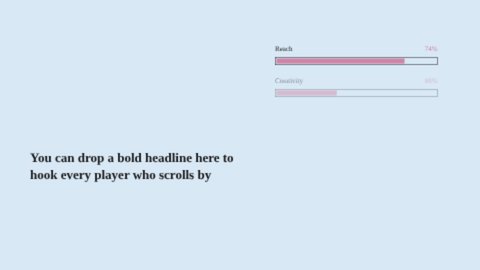 Reach 74%
Creativity
You can drop a bold headline here to
hook every player who scrolls by